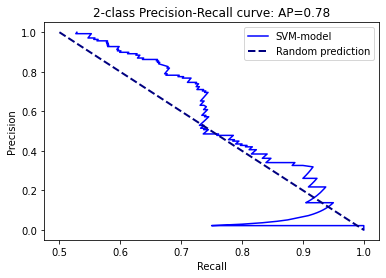 2-class Precision-Recall curve: AP=0.78
SVM-model
Random prediction
Precision
1.0
0.8
0.6
0.4
0.2
0.0
0.5 0.6 0.7 0.8 0.9 1.0
Recall